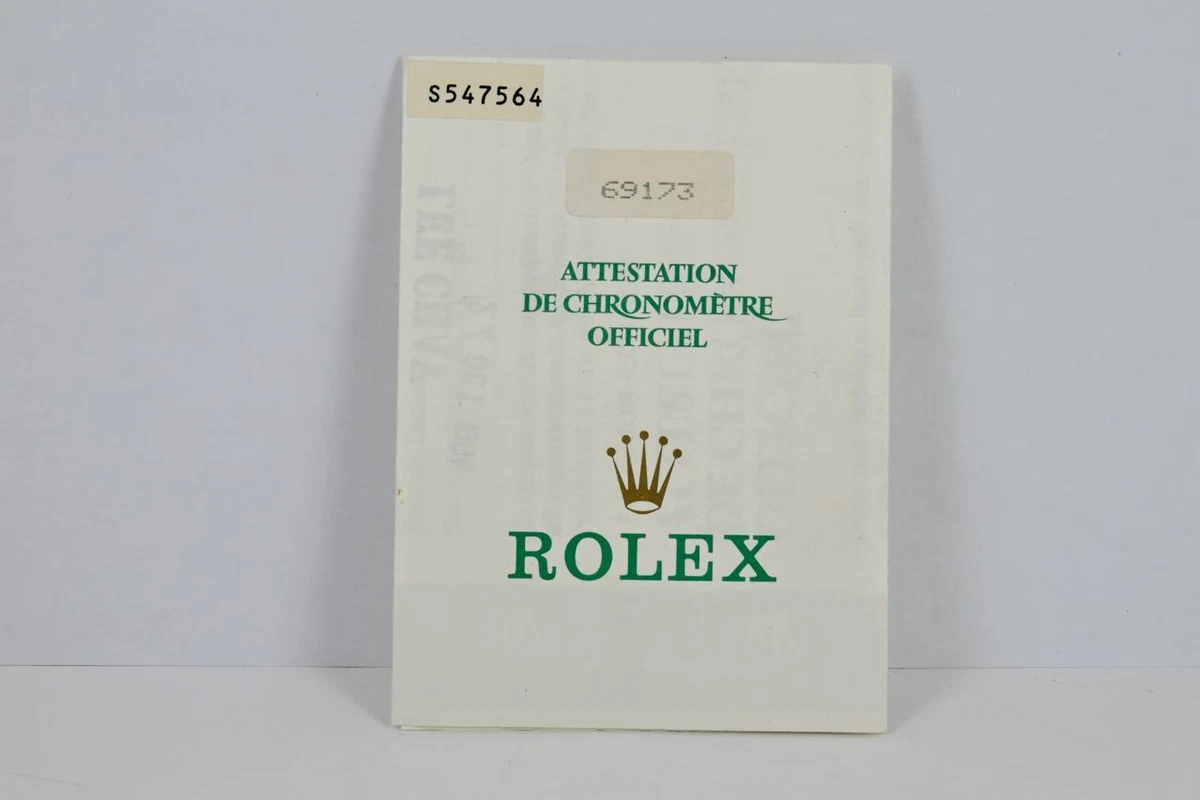 S547564
69173
ATTESTATION
DE CHRONOMÈTRE
OFFICIEL
ROLEX